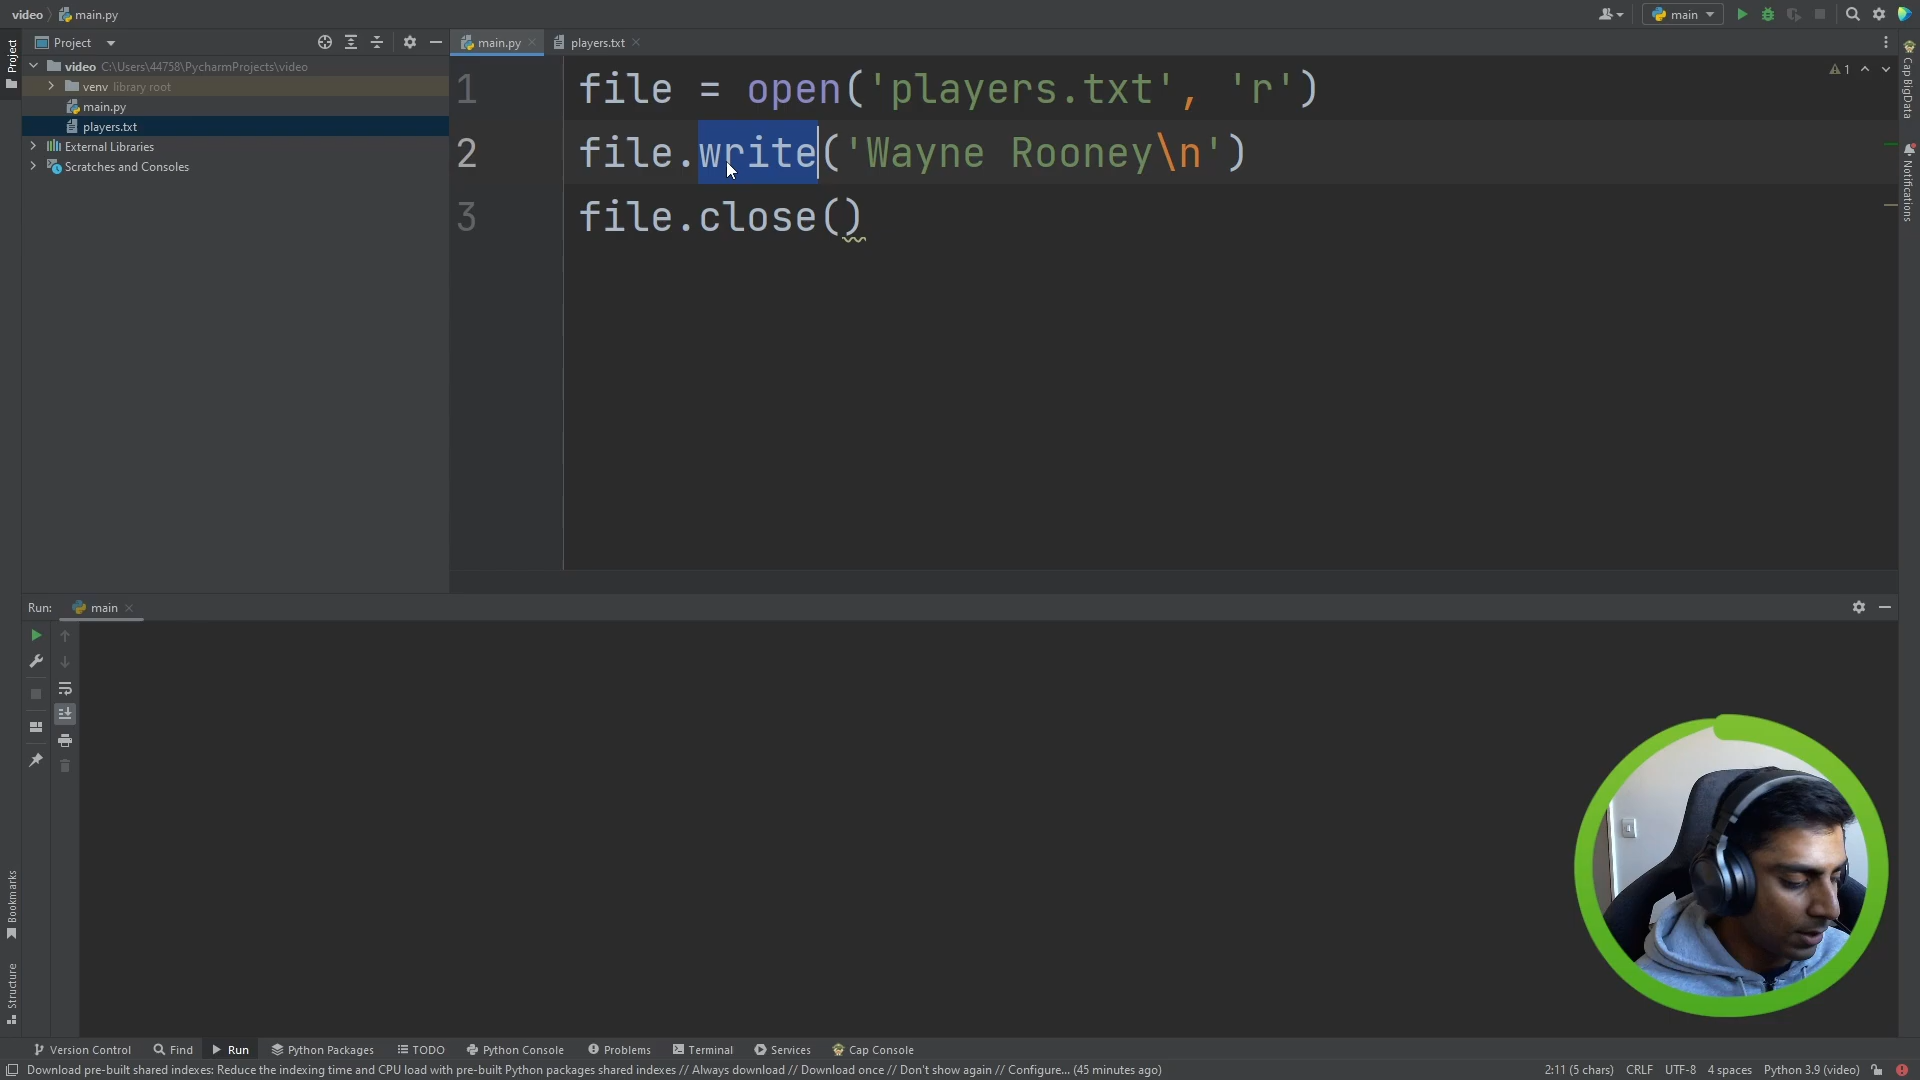 video main.py
main
Project
main.py
players.txt
video C:\Users\44758\PycharmProjects\video
venv library root
main.py
players.txt
External Libraries
Scratches and Consoles
Project
Bookmarks
Structure
1 file = open('players.txt', 'r')
2 file.write('Wayne Rooney\n')
3 file.close()
1
Cap BigData
Notifications
Run: main
Version Control Find Run Python Packages TODO Python Console Problems Terminal Services Cap Console
Download pre-built shared indexes: Reduce the indexing time and CPU load with pre-built Python packages shared indexes // Always download // Download once // Don't show again // Configure... (45 minutes ago)
2:11 (5 chars) CRLF UTF-8 4 spaces Python 3.9 (video)